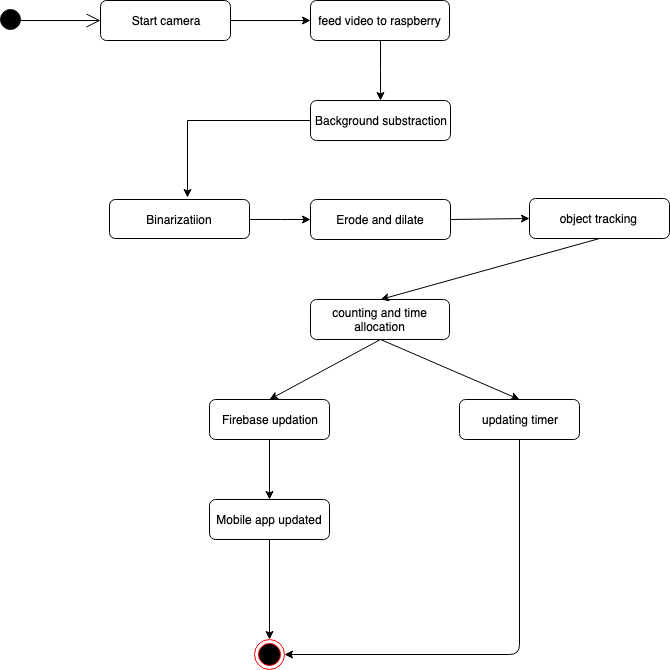 Start camera
feed video to raspberry
Background substraction
Binarizatiion
Erode and dilate
object tracking
counting and time
allocation
Firebase updation
updating timer
Mobile app updated